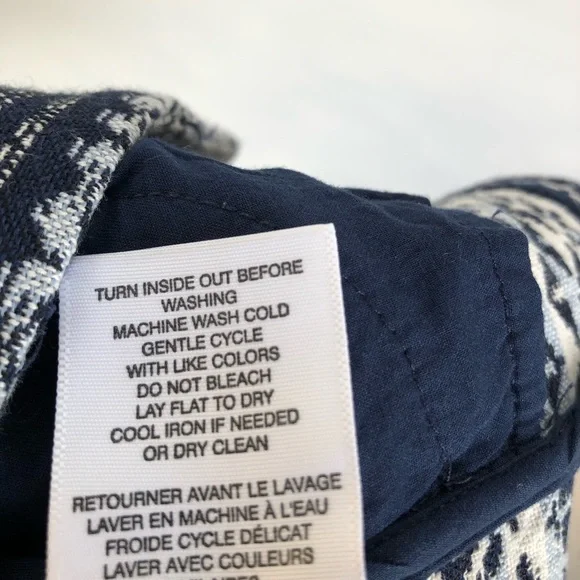 TURN INSIDE OUT BEFORE
WASHING
MACHINE WASH COLD
GENTLE CYCLE
WITH LIKE COLORS
DO NOT BLEACH
LAY FLAT TO DRY
COOL IRON IF NEEDED
OR DRY CLEAN
RETOURNER AVANT LE LAVAGE
LAVER EN MACHINE À L'EAU
FROIDE CYCLE DÉLICAT
LAVER AVEC COULEURS